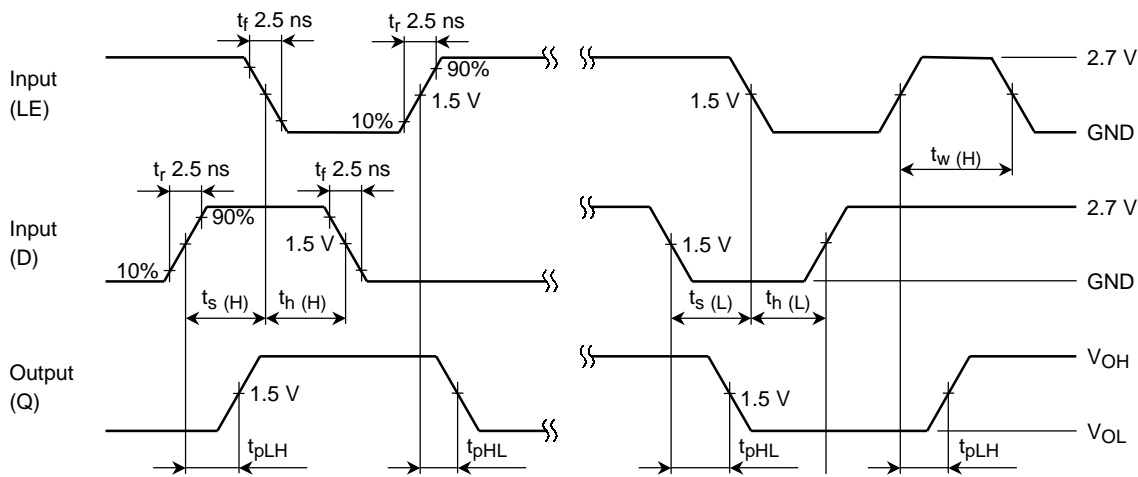 tf 2.5 ns
tr 2.5 ns
Input
(LE)
90%
1.5 V
10%
1.5 V
2.7 V
GND
tw (H)
tr 2.5 ns
tf 2.5 ns
Input
(D)
90%
1.5 V
10%
1.5 V
2.7 V
GND
ts (H)
th (H)
ts (L)
th (L)
Output
(Q)
1.5 V
1.5 V
VOH
VOL
tpLH
tpHL
tpHL
tpLH